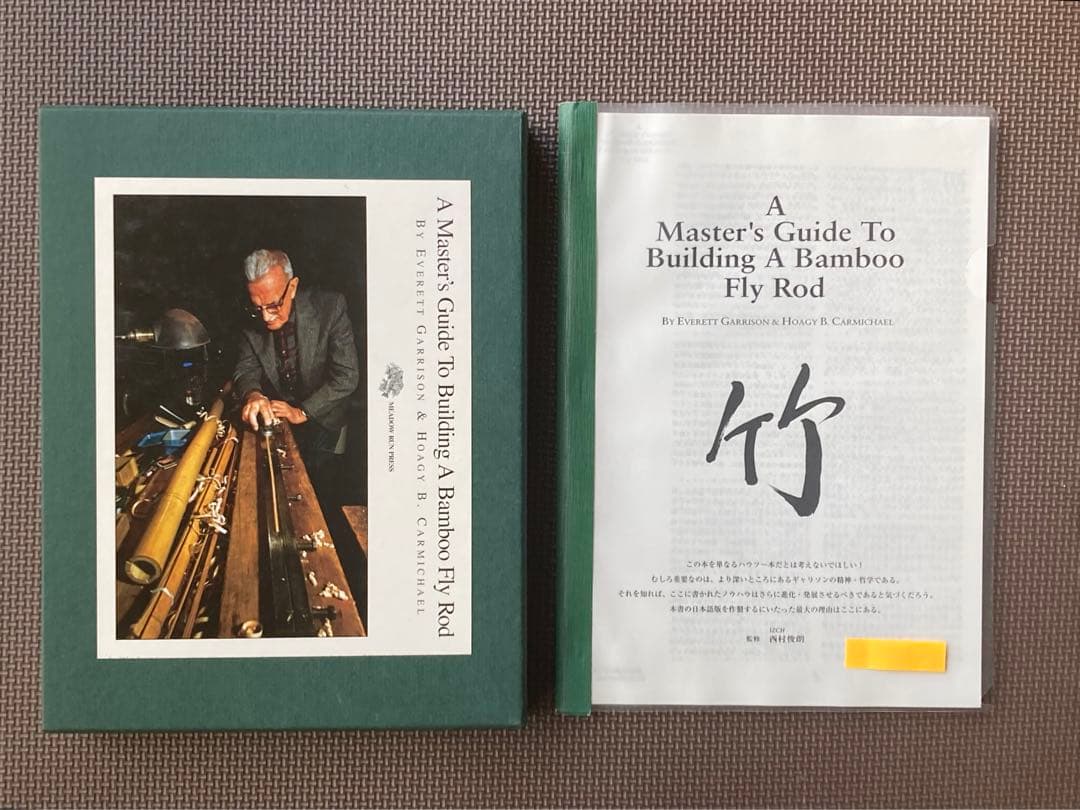 A Master's Guide To Building A Bamboo Fly Rod
BY EVERETT GARRISON & HOAGY B. CARMICHAEL
MEADOW RUN PRESS
A
Master's Guide To
Building A Bamboo
Fly Rod
BY EVERETT GARRISON & HOAGY B. CARMICHAEL
竹
この本を単なるハウツー本だとは考えないでほしい！
むしろ重要なのは、より深いところにあるギャリソンの精神・哲学である。
それを知れば、ここに書かれたノウハウはさらに進化・発展させるべきであると気づくだろう。
本書の日本語版を作製するにいたった最大の理由はここにある。
IZCH
監修 西村俊朗